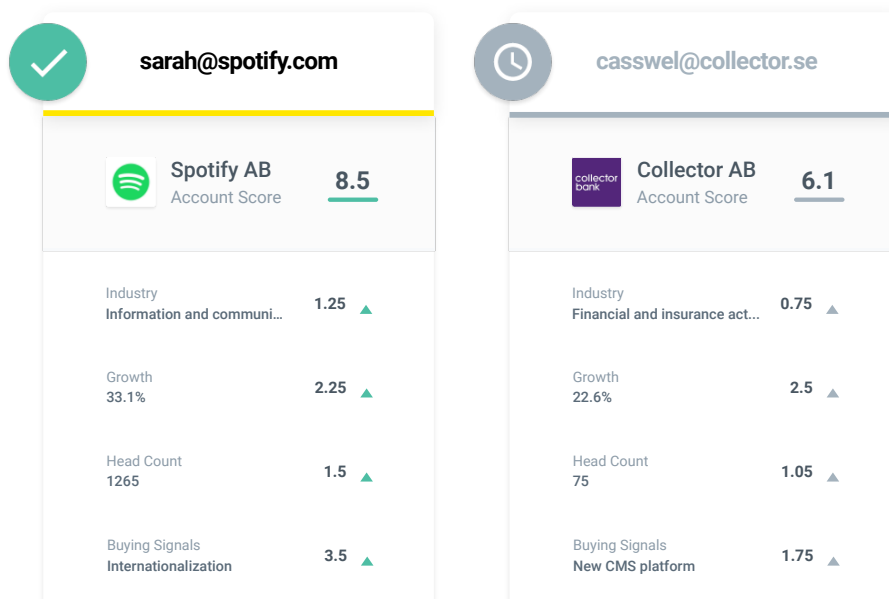 sarah@spotify.com
Spotify AB
Account Score
8.5
Industry
Information and communi...
1.25
Growth
33.1%
2.25
Head Count
1265
1.5
Buying Signals
Internationalization
3.5
casswel@collector.se
collector
bank
Collector AB
Account Score
6.1
Industry
Financial and insurance act...
0.75
Growth
22.6%
2.5
Head Count
75
1.05
Buying Signals
New CMS platform
1.75